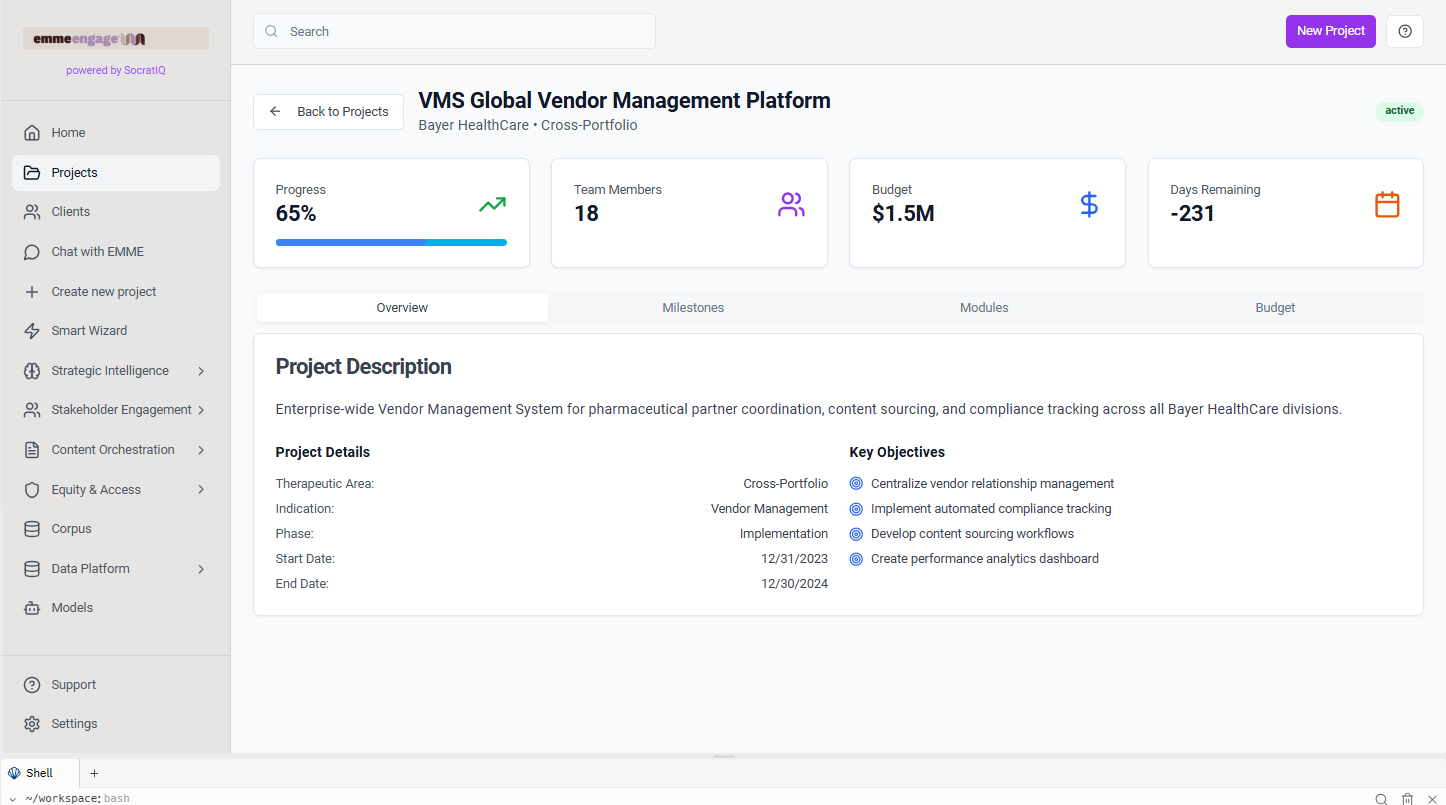 emmeengage
powered by SocratIQ
Search
New Project
Home
Projects
Clients
Chat with EMME
Create new project
Smart Wizard
Strategic Intelligence
Stakeholder Engagement
Content Orchestration
Equity & Access
Corpus
Data Platform
Models
Support
Settings
Back to Projects
VMS Global Vendor Management Platform
Bayer HealthCare • Cross-Portfolio
active
Progress
65%
Team Members
18
Budget
$1.5M
Days Remaining
-231
Overview
Milestones
Modules
Budget
Project Description
Enterprise-wide Vendor Management System for pharmaceutical partner coordination, content sourcing, and compliance tracking across all Bayer HealthCare divisions.
Project Details
Therapeutic Area: Cross-Portfolio
Indication: Vendor Management
Phase: Implementation
Start Date: 12/31/2023
End Date: 12/30/2024
Key Objectives
Centralize vendor relationship management
Implement automated compliance tracking
Develop content sourcing workflows
Create performance analytics dashboard
Shell
~/workspace: bash